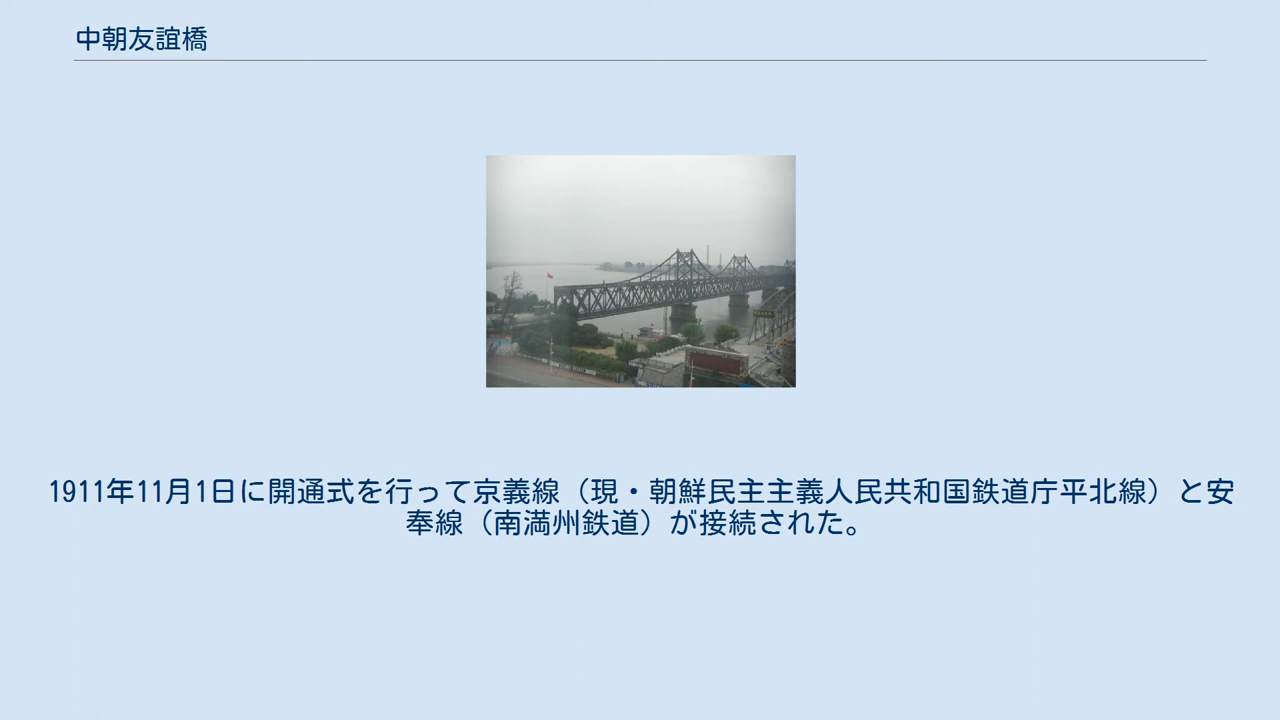 中朝友誼橋
1911年11月1日に開通式を行って京義線（現・朝鮮民主主義人民共和国鉄道庁平北線）と安
奉線（南満州鉄道）が接続された。